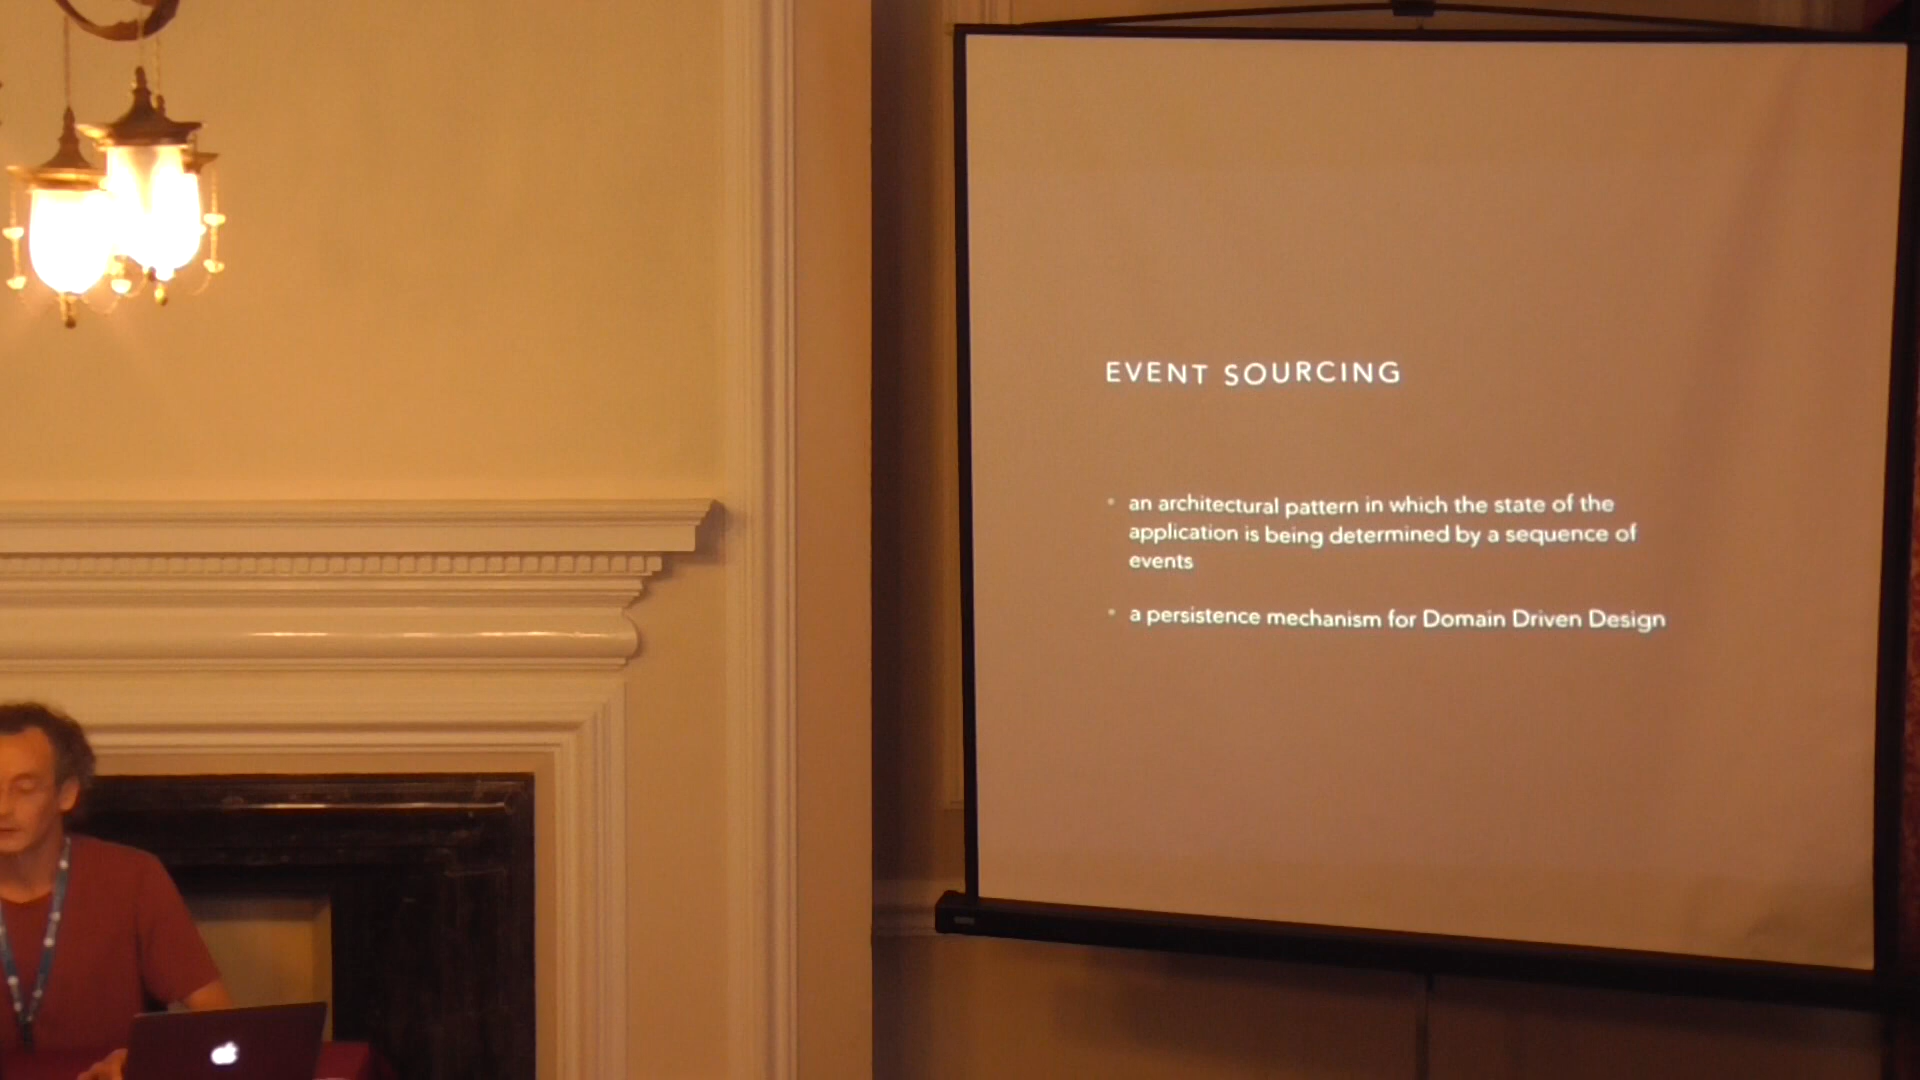 EVENT SOURCING
• an architectural pattern in which the state of the
application is being determined by a sequence of
events
• a persistence mechanism for Domain Driven Design